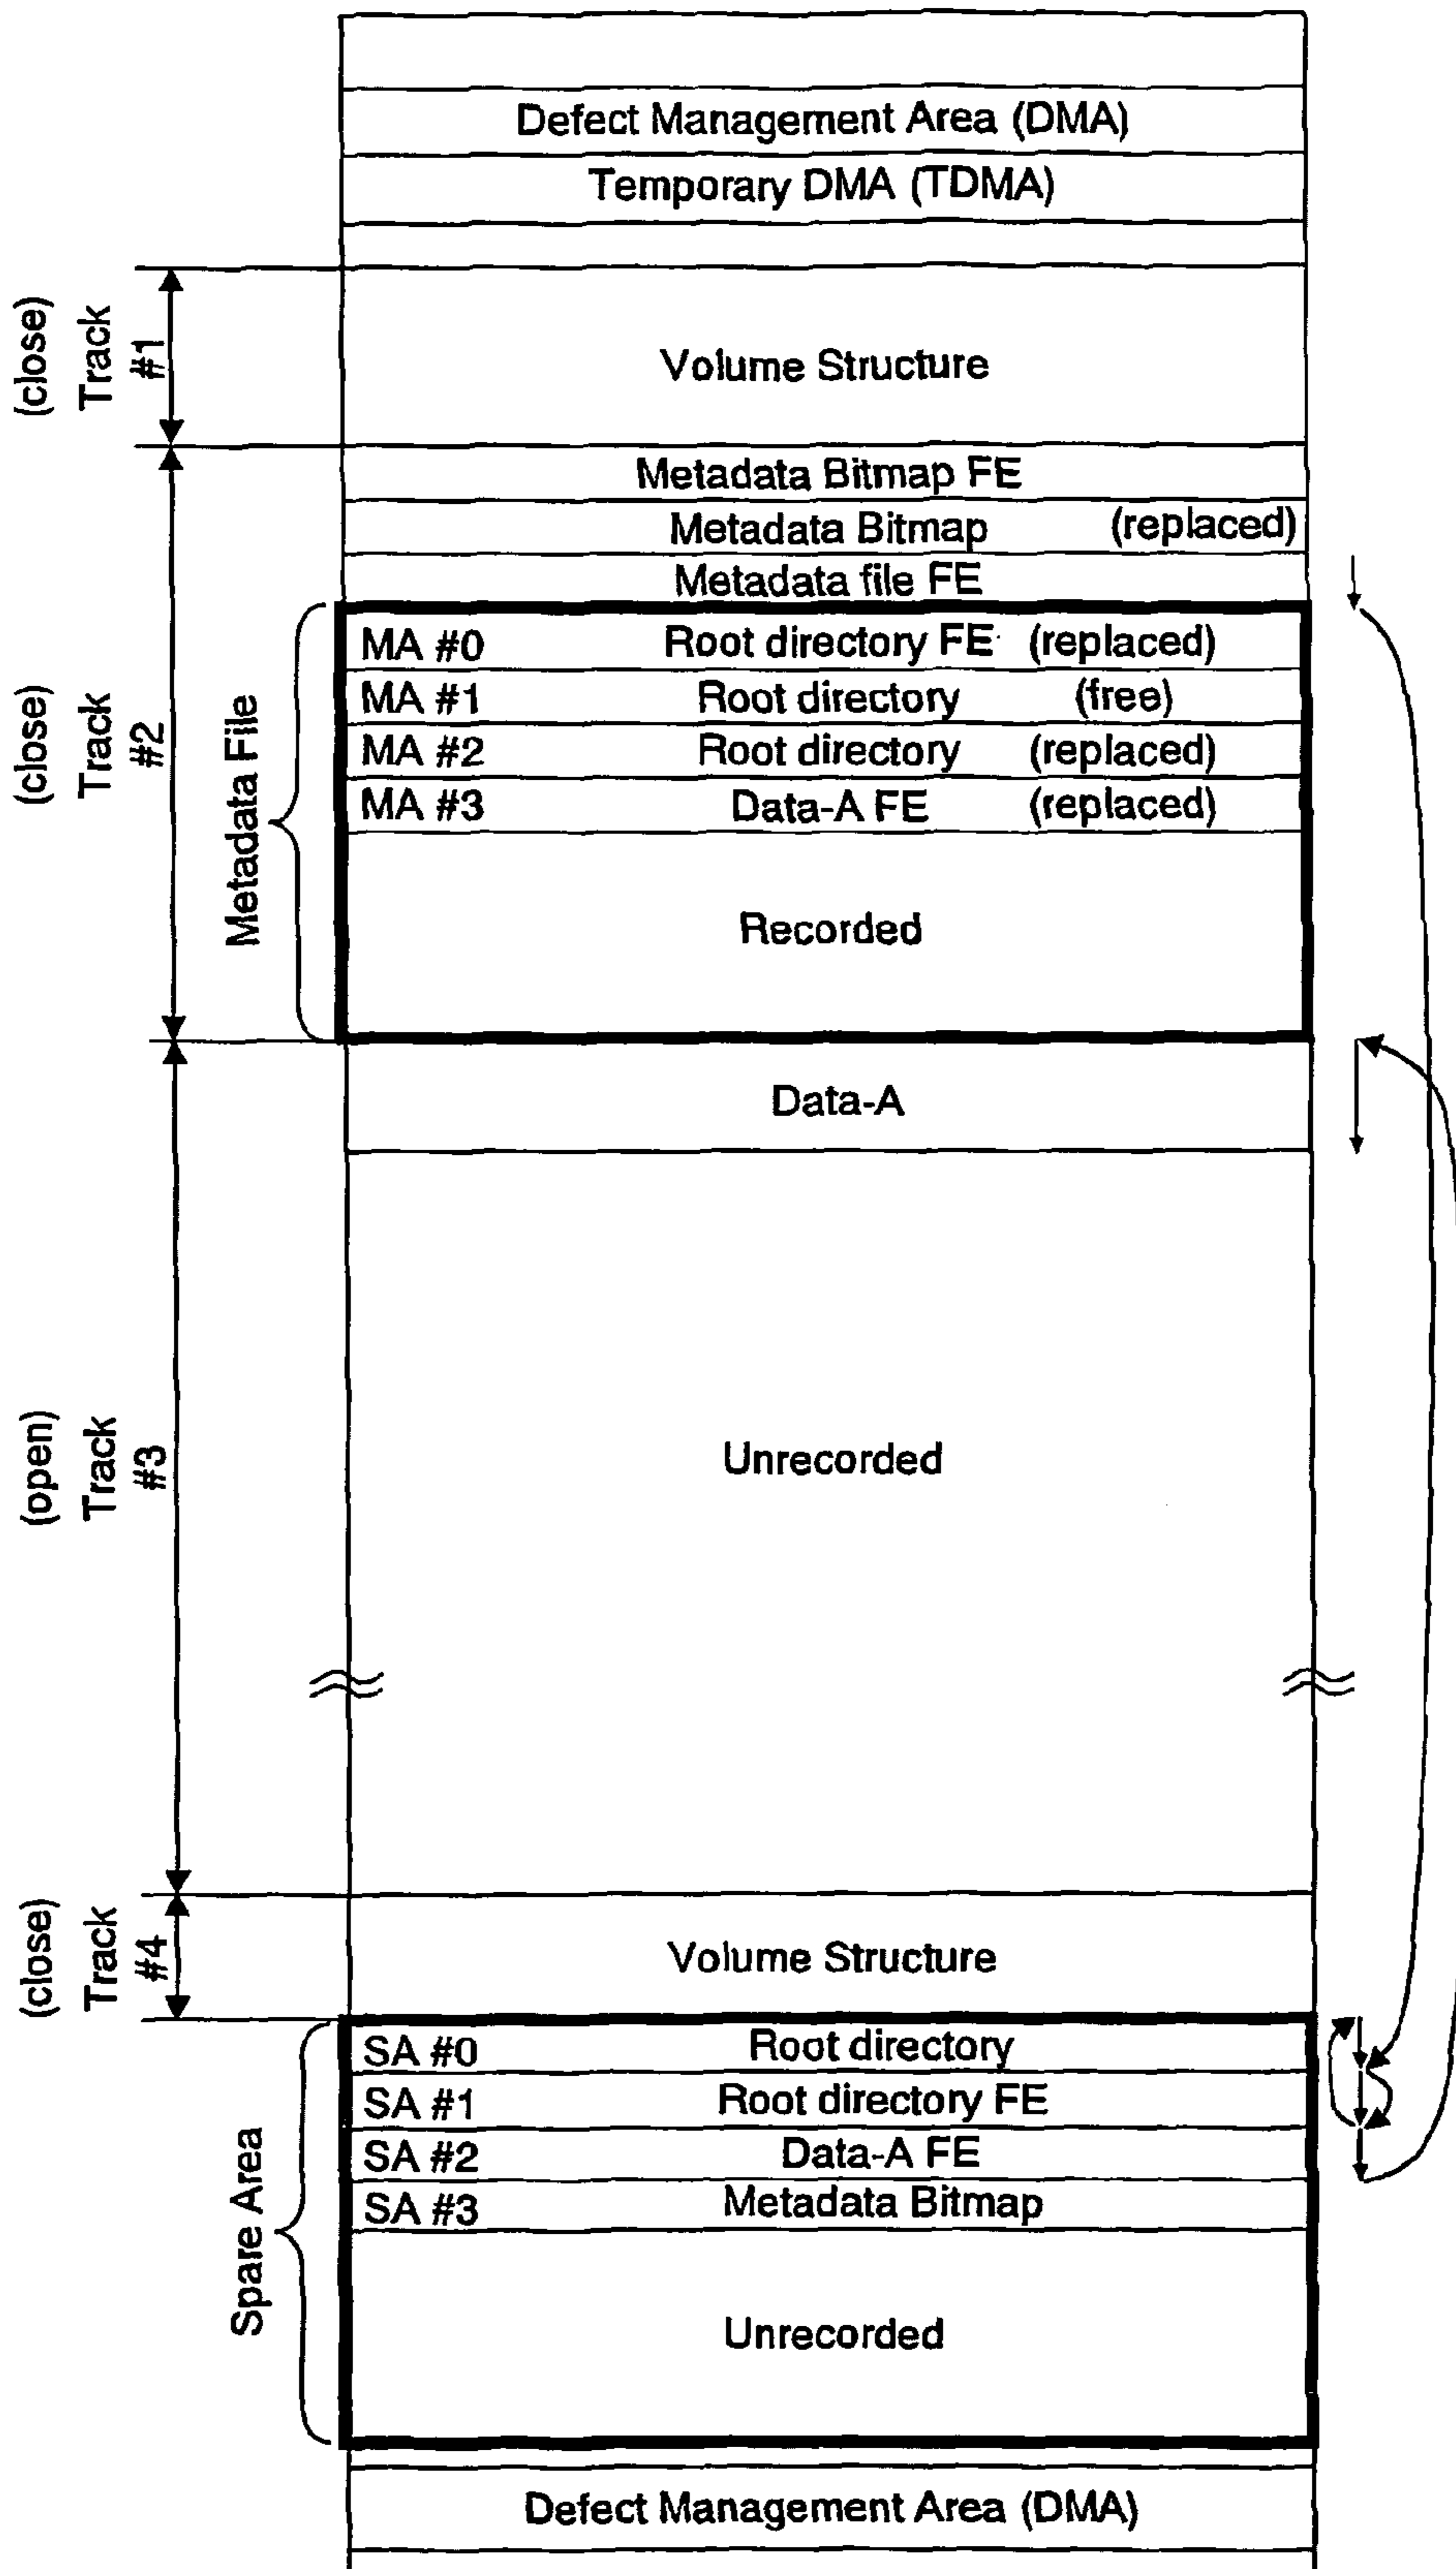 Defect Management Area (DMA)
Temporary DMA (TDMA)
(close)
Track
#1
Volume Structure
(close)
Track
#2
Metadata Bitmap FE
Metadata Bitmap (replaced)
Metadata file FE
Metadata File
MA #0 Root directory FE (replaced)
MA #1 Root directory (free)
MA #2 Root directory (replaced)
MA #3 Data-A FE (replaced)
Recorded
(open)
Track
#3
Data-A
Unrecorded
(close)
Track
#4
Volume Structure
Spare Area
SA #0 Root directory
SA #1 Root directory FE
SA #2 Data-A FE
SA #3 Metadata Bitmap
Unrecorded
Defect Management Area (DMA)